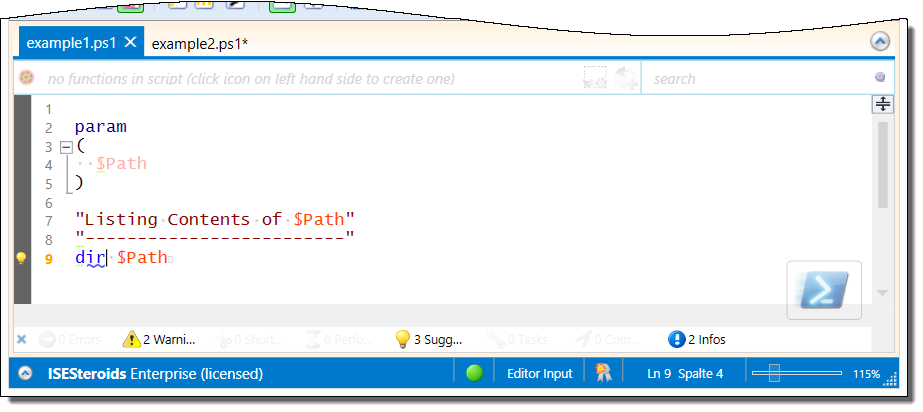 example1.ps1 example2.ps1*
no functions in script (click icon on left hand side to create one) search
1
2 param
3 (
4 $Path
5 )
6
7 "Listing Contents of $Path"
8 "-------------------------"
9 dir $Path
0 Errors 2 Warni... 0 Short... 0 Perfo... 3 Sugg... 0 Tasks 0 Com... 2 Infos
ISESteroids Enterprise (licensed) Editor Input Ln 9 Spalte 4 115%